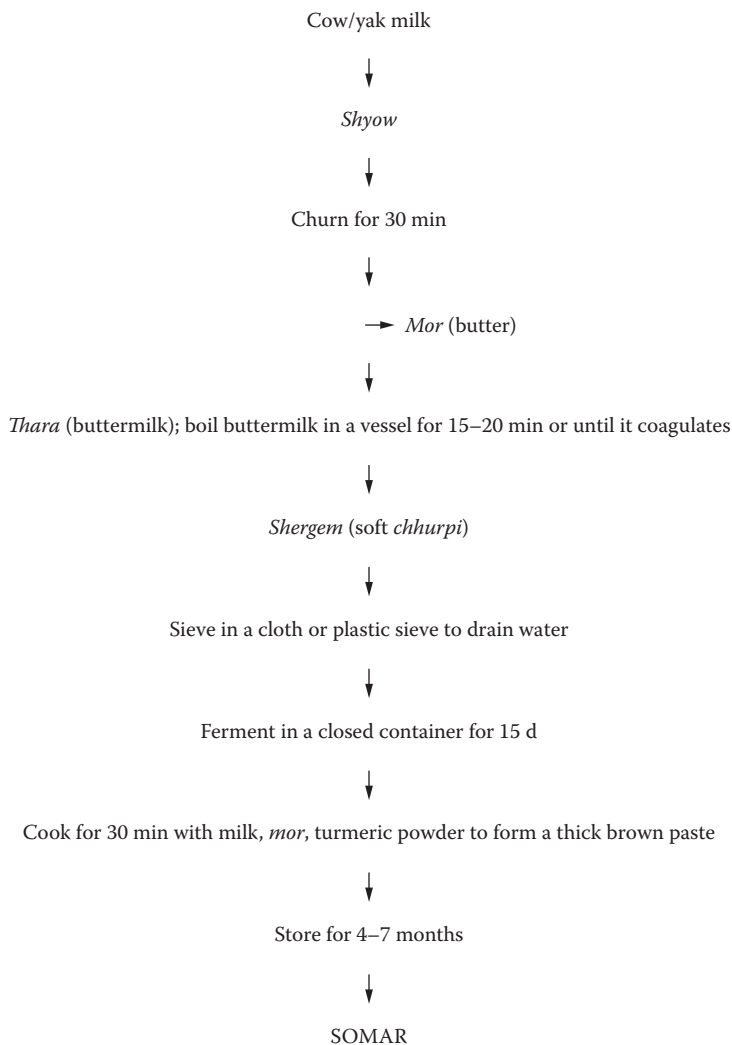 Cow/yak milk
Shyow
Churn for 30 min
Mor (butter)
Thara (buttermilk); boil buttermilk in a vessel for 15–20 min or until it coagulates
Shergem (soft chhurpi)
Sieve in a cloth or plastic sieve to drain water
Ferment in a closed container for 15 d
Cook for 30 min with milk, mor, turmeric powder to form a thick brown paste
Store for 4–7 months
SOMAR